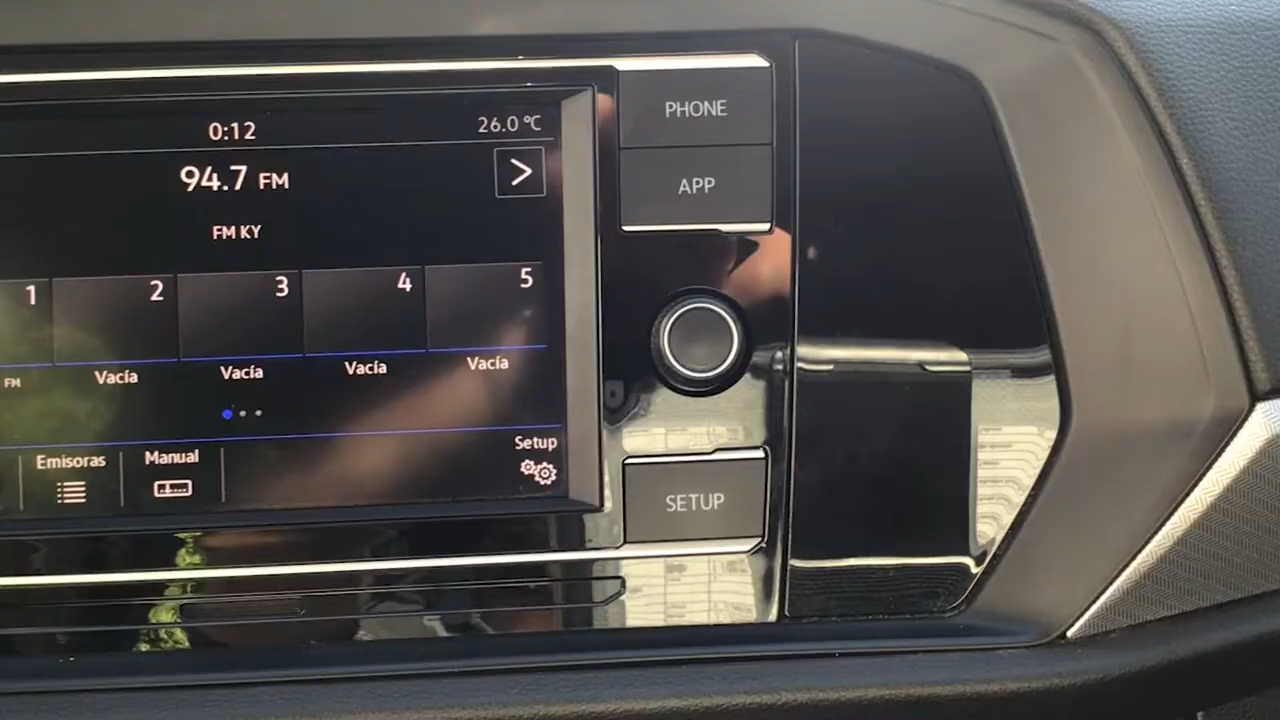 0:12
26.0 °C
94.7 FM
>
FM KY
1
2
3
4
5
FM
Vacía
Vacía
Vacía
Vacía
Setup
Emisoras
Manual
PHONE
APP
SETUP